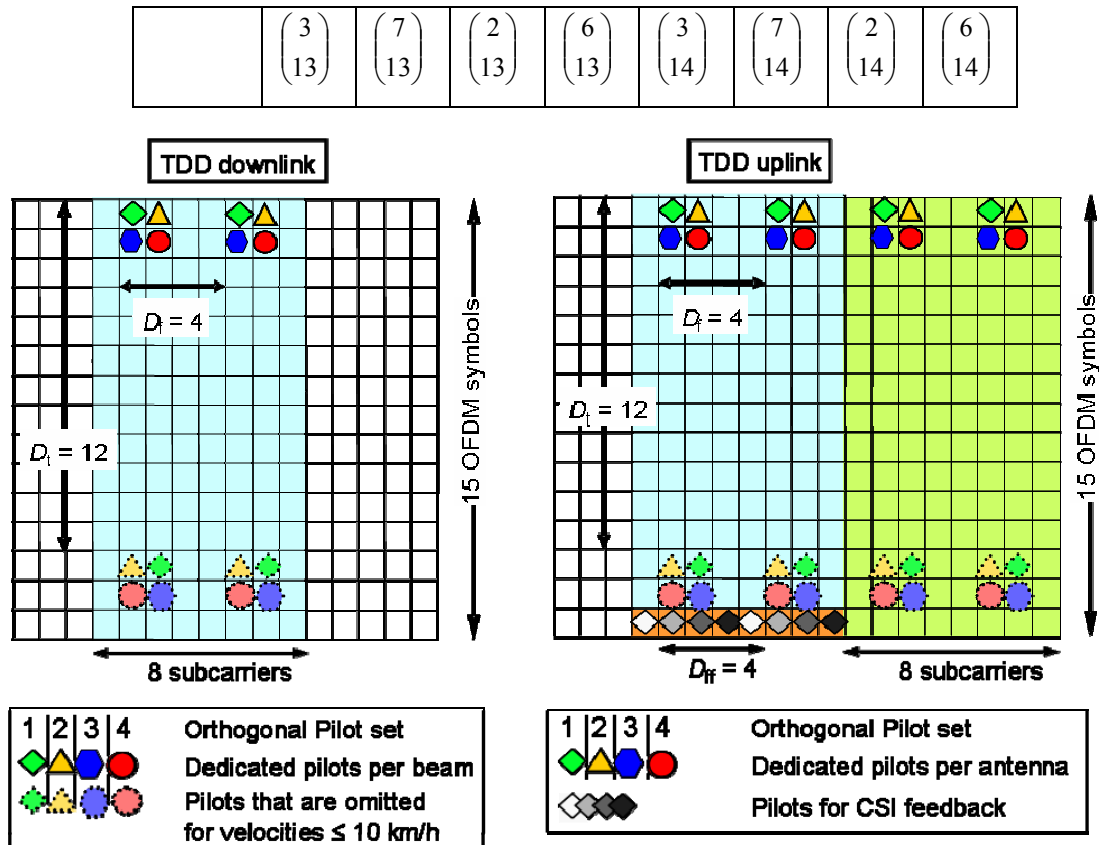 (3 13) (7 13) (2 13) (6 13) (3 14) (7 14) (2 14) (6 14)
TDD downlink
Df = 4
Dt = 12
15 OFDM symbols
8 subcarriers
1 2 3 4 Orthogonal Pilot set
Dedicated pilots per beam
Pilots that are omitted
for velocities ≤ 10 km/h
TDD uplink
Df = 4
Dt = 12
15 OFDM symbols
Dff = 4
8 subcarriers
1 2 3 4 Orthogonal Pilot set
Dedicated pilots per antenna
Pilots for CSI feedback